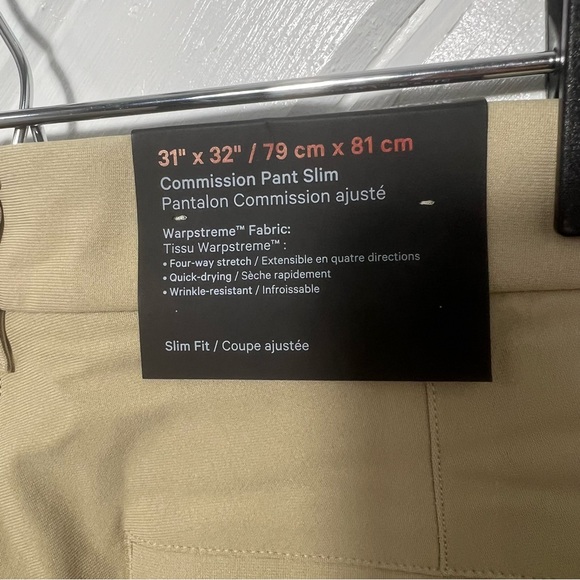 31" x 32" / 79 cm x 81 cm
Commission Pant Slim
Pantalon Commission ajusté
Warpstreme™ Fabric:
Tissu Warpstreme™ :
• Four-way stretch / Extensible en quatre directions
• Quick-drying / Sèche rapidement
• Wrinkle-resistant / Infroissable
Slim Fit / Coupe ajustée